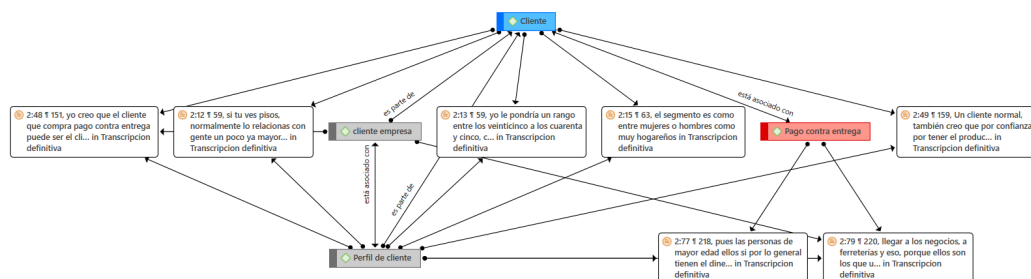 Cliente
es parte de
está asociado con
2:48 ¶ 151, yo creo que el cliente
que compra pago contra entrega
puede ser el cli... in Transcripcion
definitiva
2:12 ¶ 59, si tu ves pisos,
normalmente lo relacionas con
gente un poco ya mayor... in
Transcripcion definitiva
cliente empresa
2:13 ¶ 59, yo le pondría un rango
entre los veinticinco a los cuarenta
y cinco, c... in Transcripcion
definitiva
2:15 ¶ 63, el segmento es como
entre mujeres o hombres como
muy hogareños in Transcripcion
definitiva
Pago contra entrega
2:49 ¶ 159, Un cliente normal,
también creo que por confianza,
por tener el produc... in
Transcripcion definitiva
está asociado con
es parte de
Perfil de cliente
2:77 ¶ 218, pues las personas de
mayor edad ellos si por lo general
tienen el dine... in Transcripcion
definitiva
2:79 ¶ 220, llegar a los negocios, a
ferreterías y eso, porque ellos son
los que u... in Transcripcion
definitiva